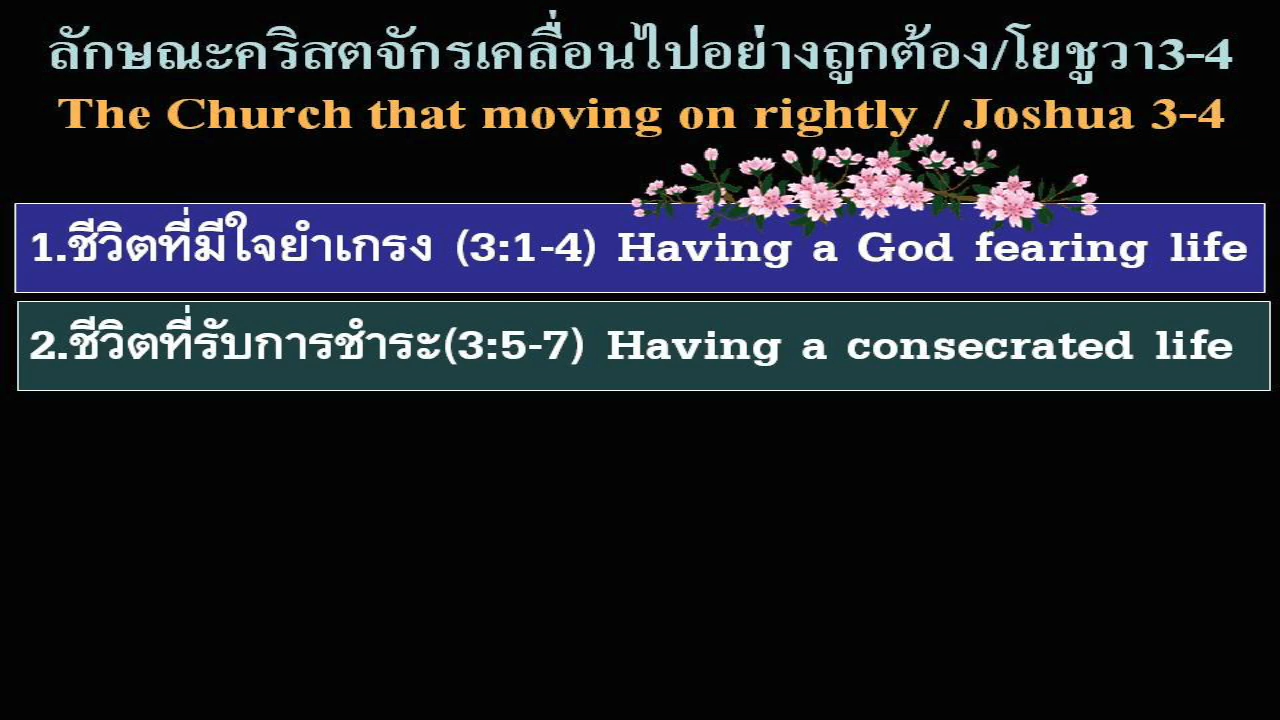 ลักษณะคริสตจักรเคลื่อนไปอย่างถูกต้อง/โยชูวา3-4
The Church that moving on rightly / Joshua 3-4
1.ชีวิตที่มีใจยำเกรง (3:1-4) Having a God fearing life
2.ชีวิตที่รับการชำระ(3:5-7) Having a consecrated life